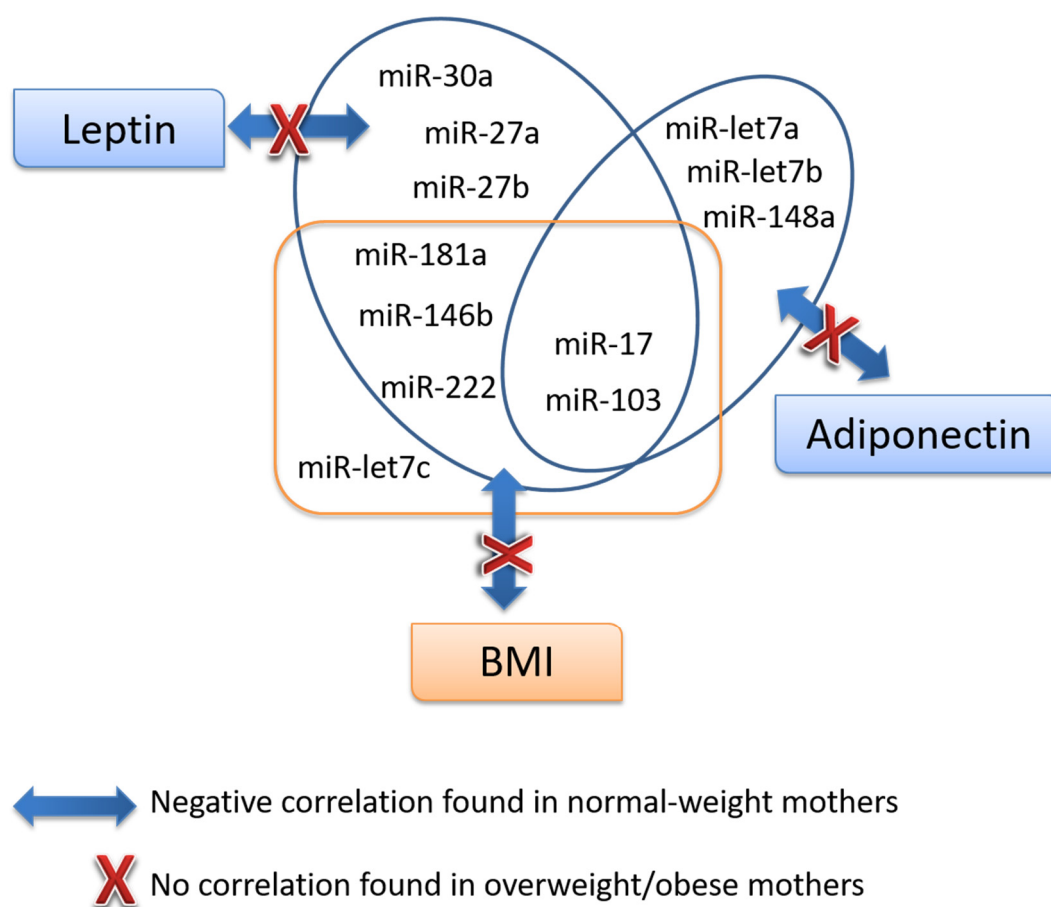 miR-30a
Leptin
miR-27a
miR-let7a
miR-27b
miR-let7b
miR-148a
miR-181a
miR-146b
miR-17
miR-222
miR-103
Adiponectin
miR-let7c
BMI
Negative correlation found in normal-weight mothers
X No correlation found in overweight/obese mothers